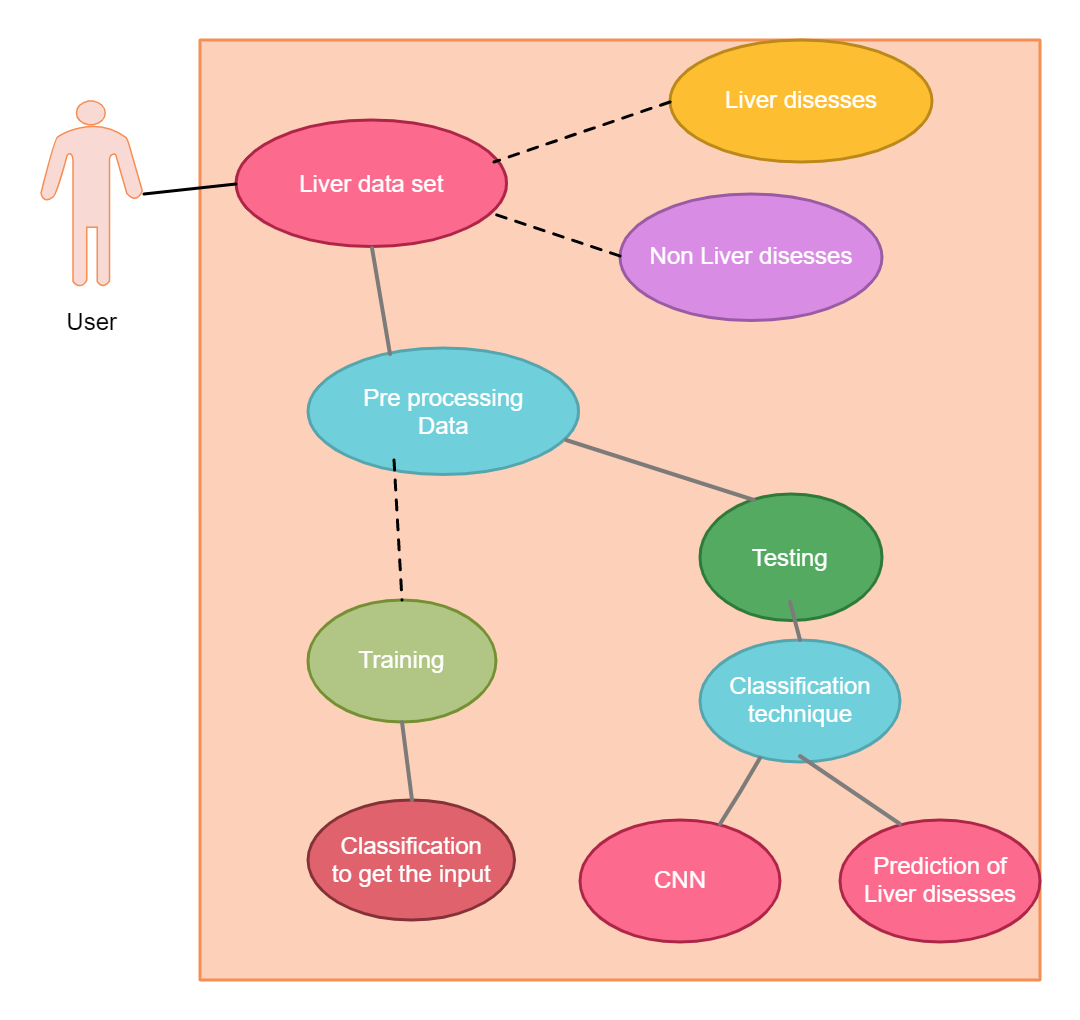 Liver disesses
Liver data set
Non Liver disesses
User
Pre processing
Data
Testing
Training
Classification
technique
Classification
to get the input
CNN
Prediction of
Liver disesses